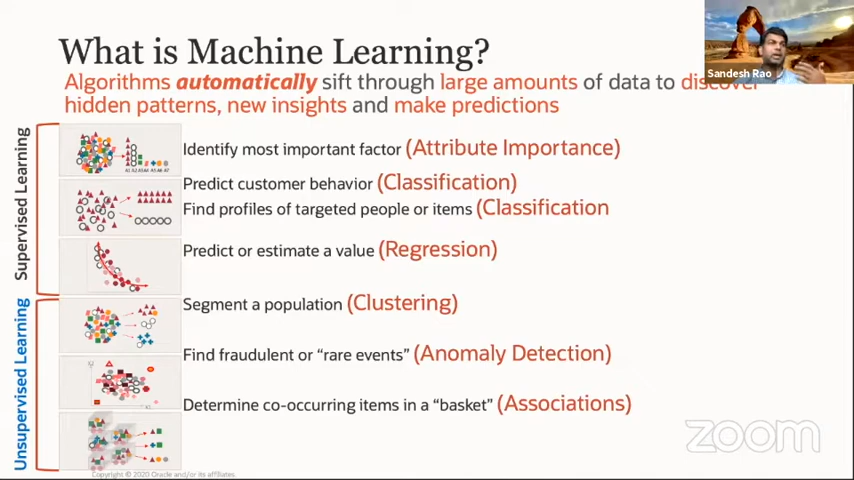 What is Machine Learning?
Sandesh Rao
Algorithms automatically sift through large amounts of data to discover
hidden patterns, new insights and make predictions
Supervised Learning
Identify most important factor (Attribute Importance)
Predict customer behavior (Classification)
Find profiles of targeted people or items (Classification
Predict or estimate a value (Regression)
Unsupervised Learning
Segment a population (Clustering)
Find fraudulent or “rare events” (Anomaly Detection)
Determine co-occurring items in a “basket” (Associations)
zoom
Copyright © 2020 Oracle and/or its affiliates